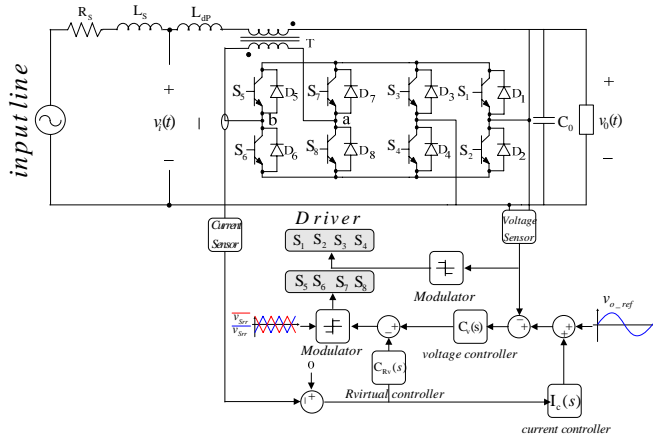 R_s
L_s
L_dP
T
input line
+
v_i(t)
−
S_5
D_5
S_7
D_7
S_3
D_3
S_1
D_1
b
a
S_6
D_6
S_8
D_8
S_4
D_4
S_2
D_2
C_0
+
v_0(t)
−
Current
Sensor
Voltage
Sensor
Driver
S_1 S_2 S_3 S_4
S_5 S_6 S_7 S_8
Modulator
v_o_ref
v_Srr
v_Srr
Modulator
C_v(s)
voltage controller
C_Rv(s)
Rvirtual controller
0
I_c(s)
current controller